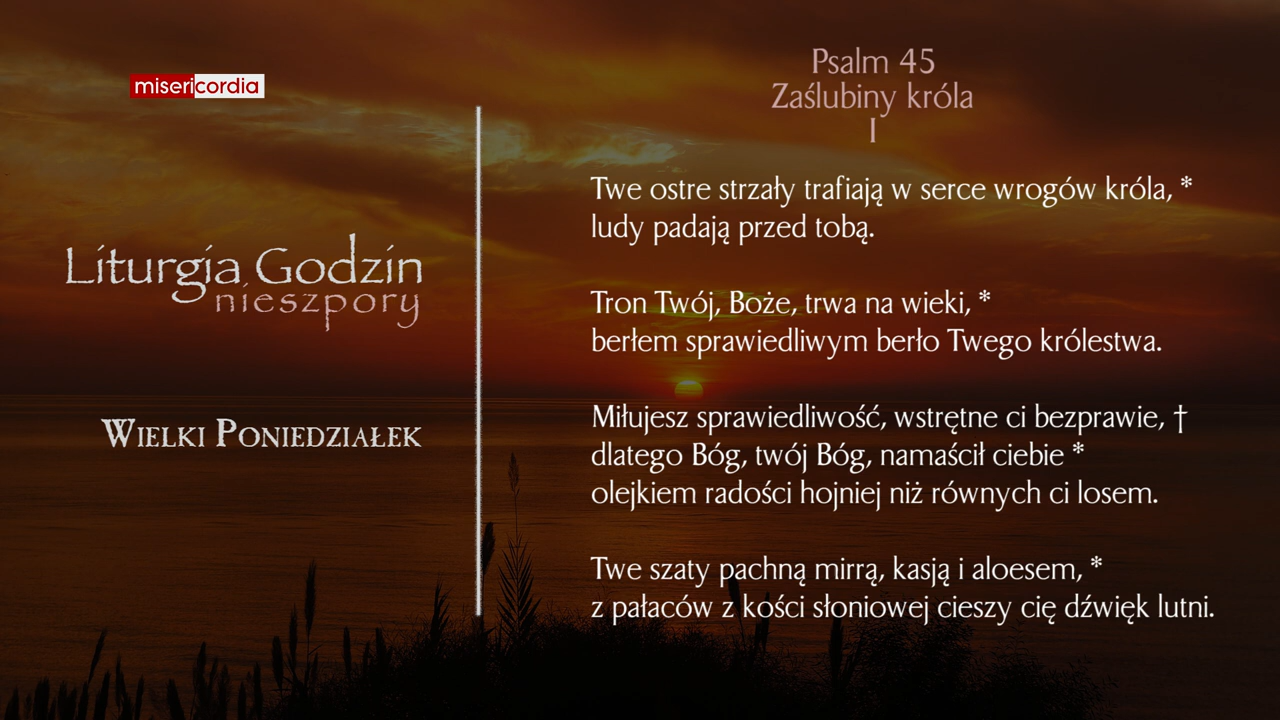 misericordia
Liturgia Godzin
nieszpory
Wielki Poniedziałek
Psalm 45
Zaślubiny króla
I
Twe ostre strzały trafiają w serce wrogów króla, *
ludy padają przed tobą.
Tron Twój, Boże, trwa na wieki, *
berłem sprawiedliwym berło Twego królestwa.
Miłujesz sprawiedliwość, wstrętne ci bezprawie, †
dlatego Bóg, twój Bóg, namaścił ciebie *
olejkiem radości hojniej niż równych ci losem.
Twe szaty pachną mirrą, kasją i aloesem, *
z pałaców z kości słoniowej cieszy cię dźwięk lutni.